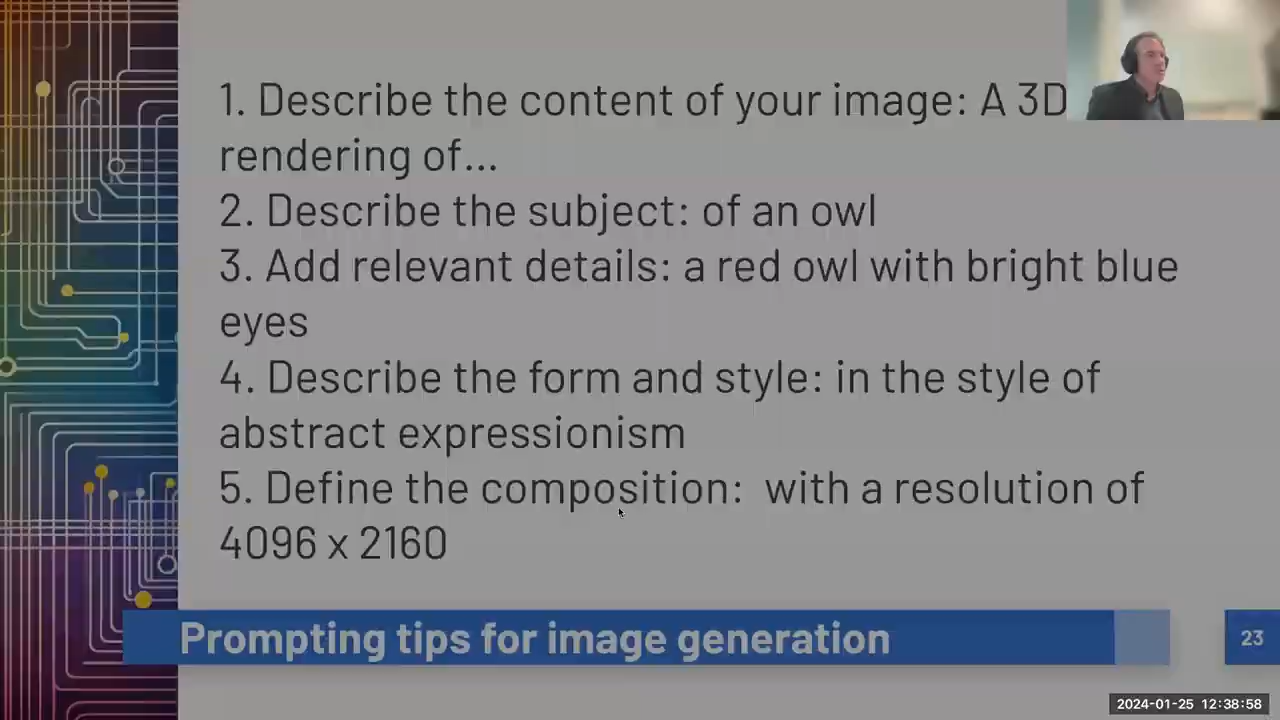 1. Describe the content of your image: A 3D
rendering of...
2. Describe the subject: of an owl
3. Add relevant details: a red owl with bright blue
eyes
4. Describe the form and style: in the style of
abstract expressionism
5. Define the composition:  with a resolution of
4096 x 2160
Prompting tips for image generation
23
2024-01-25 12:38:58